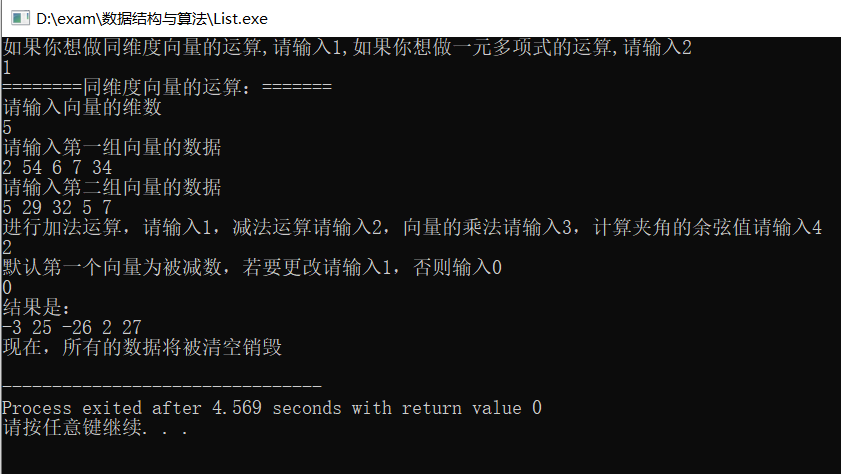 D:\exam\数据结构与算法\List.exe
如果你想做同维度向量的运算,请输入1,如果你想做一元多项式的运算,请输入2
1
========同维度向量的运算：=======
请输入向量的维数
5
请输入第一组向量的数据
2 54 6 7 34
请输入第二组向量的数据
5 29 32 5 7
进行加法运算，请输入1，减法运算请输入2，向量的乘法请输入3，计算夹角的余弦值请输入4
2
默认第一个向量为被减数，若要更改请输入1，否则输入0
0
结果是：
-3 25 -26 2 27
现在，所有的数据将被清空销毁
--------------------------------
Process exited after 4.569 seconds with return value 0
请按任意键继续. . .